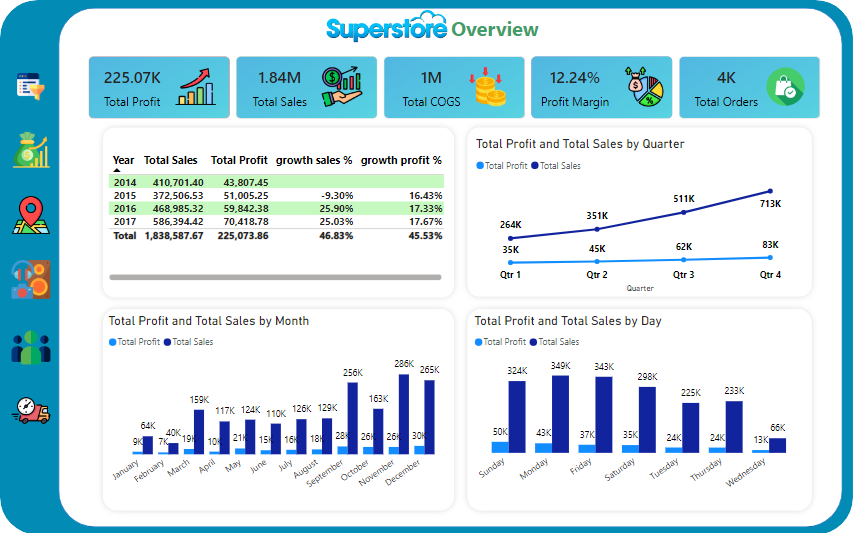 Superstore Overview
225.07K
Total Profit
1.84M
Total Sales
1M
Total COGS
12.24%
Profit Margin
4K
Total Orders
Year Total Sales Total Profit growth sales % growth profit %
2014 410,701.40 43,807.45
2015 372,506.53 51,005.25 -9.30% 16.43%
2016 468,985.32 59,842.38 25.90% 17.33%
2017 586,394.42 70,418.78 25.03% 17.67%
Total 1,838,587.67 225,073.86 46.83% 45.53%
Total Profit and Total Sales by Quarter
Total Profit Total Sales
264K 351K 511K 713K
35K 45K 62K 83K
Qtr 1 Qtr 2 Qtr 3 Qtr 4
Quarter
Total Profit and Total Sales by Month
Total Profit Total Sales
64K 40K 159K 117K 124K 110K 126K 129K 256K 163K 286K 265K
9K 7K 19K 10K 21K 15K 16K 18K 28K 26K 26K 30K
January February March April May June July August September October November December
Total Profit and Total Sales by Day
Total Profit Total Sales
324K 349K 343K 298K 225K 233K 66K
50K 43K 37K 35K 24K 24K 13K
Sunday Monday Friday Saturday Tuesday Thursday Wednesday